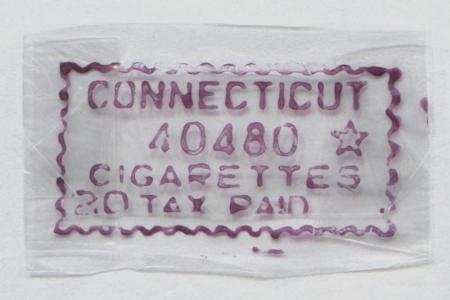 CONNECTICUT
40480 ☆
CIGARETTES
20 TAX PAID